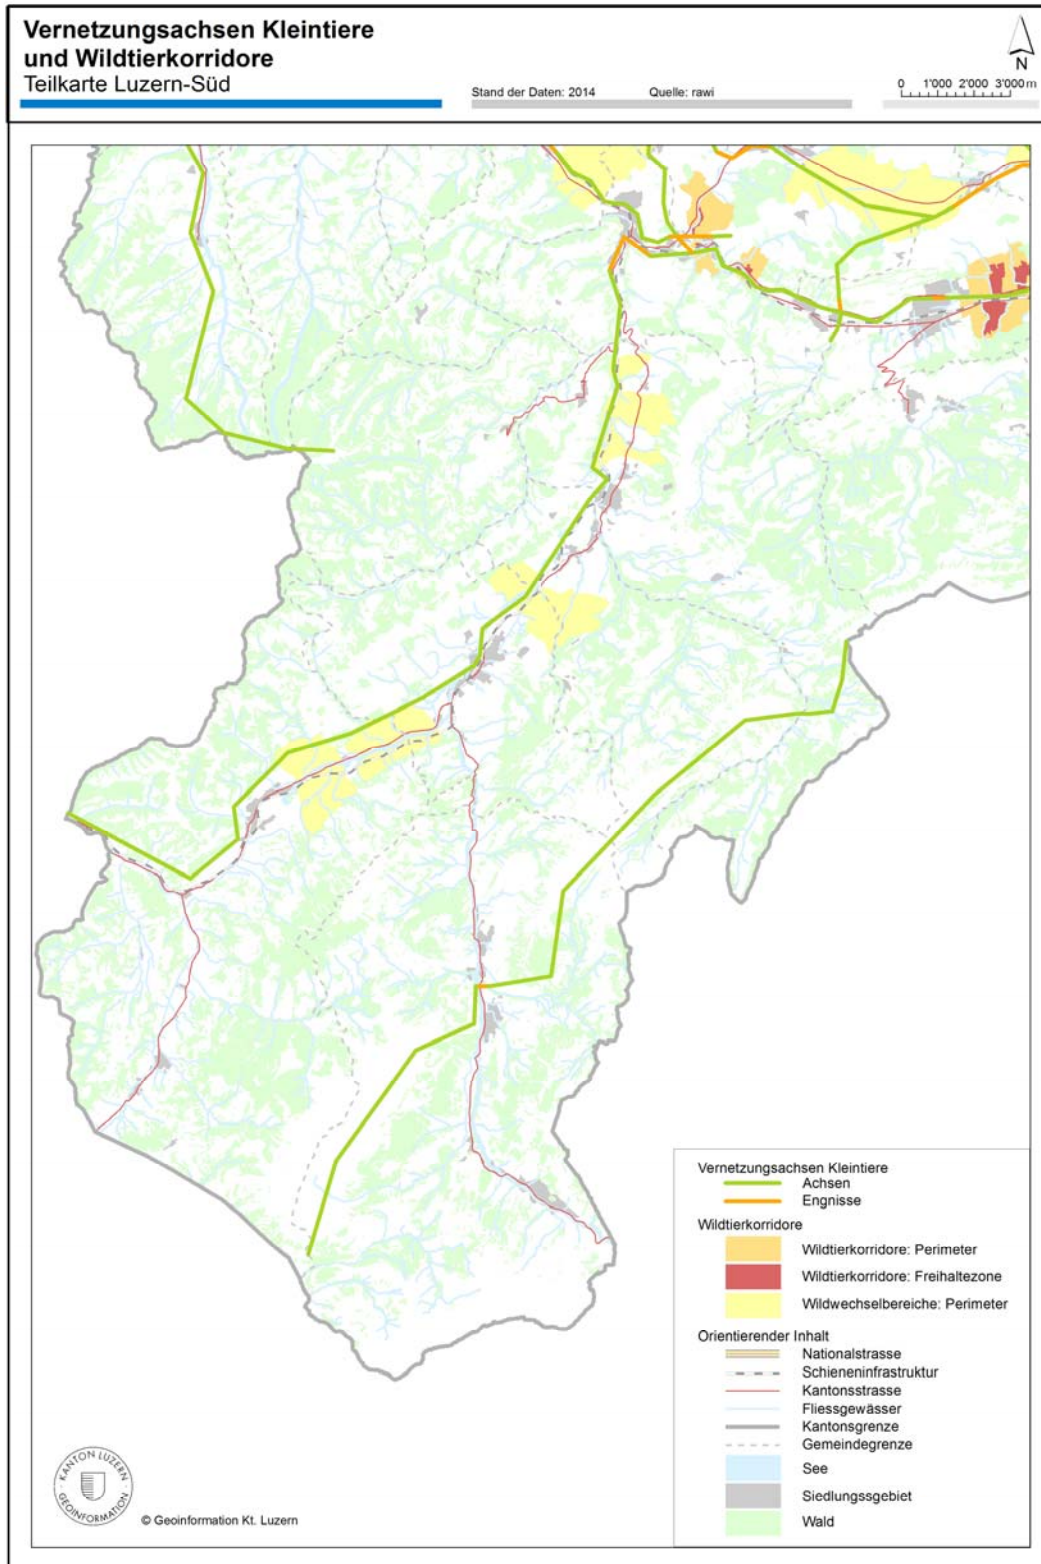 Vernetzungsachsen Kleintiere
und Wildtierkorridore
Teilkarte Luzern-Süd
Stand der Daten: 2014 Quelle: rawi
N
0 1'000 2'000 3'000 m
Vernetzungsachsen Kleintiere
Achsen
Engnisse
Wildtierkorridore
Wildtierkorridore: Perimeter
Wildtierkorridore: Freihaltezone
Wildwechselbereiche: Perimeter
Orientierender Inhalt
Nationalstrasse
Schieneninfrastruktur
Kantonsstrasse
Fliessgewässer
Kantonsgrenze
Gemeindegrenze
See
Siedlungssgebiet
Wald
KANTON LUZERN
GEOINFORMATION
© Geoinformation Kt. Luzern